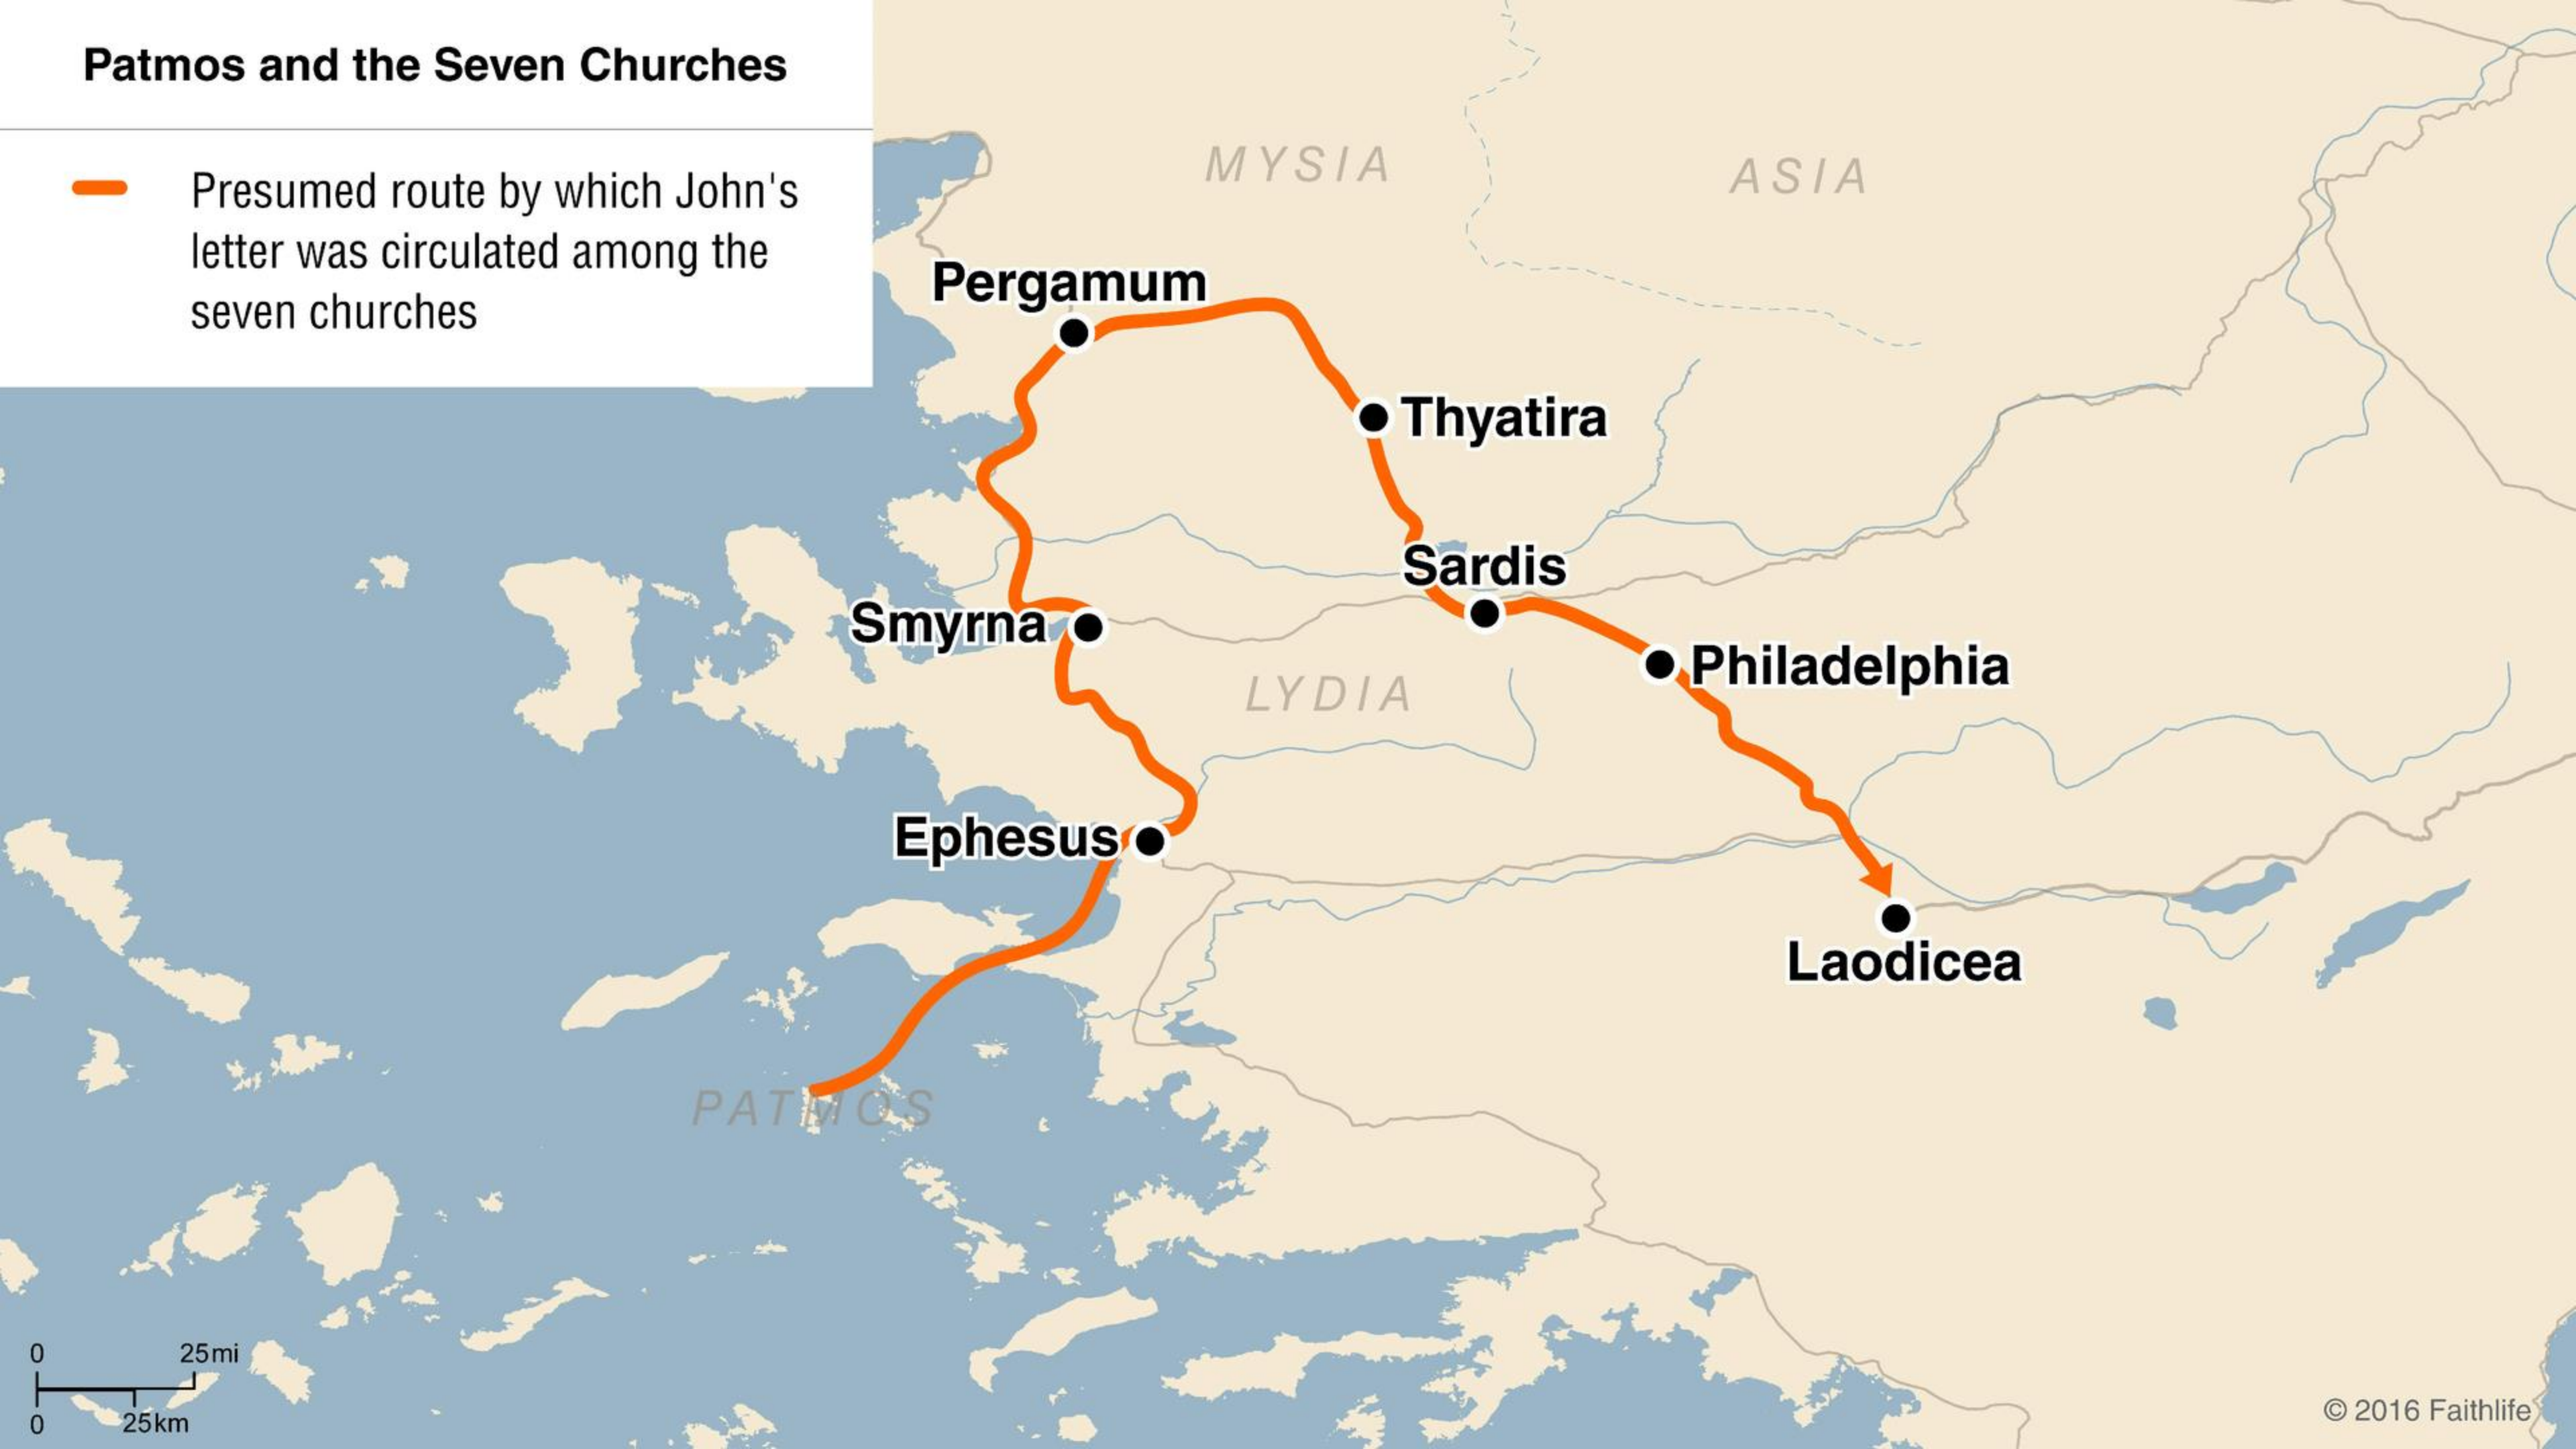 Patmos and the Seven Churches
Presumed route by which John's
letter was circulated among the
seven churches
MYSIA
ASIA
Pergamum
Thyatira
Sardis
Smyrna
Philadelphia
LYDIA
Ephesus
Laodicea
PATMOS
0 25mi
0 25km
© 2016 Faithlife